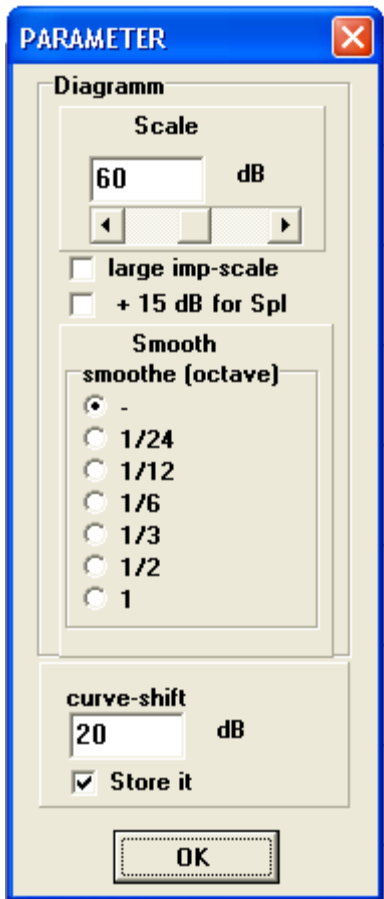 PARAMETER
Diagramm
Scale
60 dB
large imp-scale
+ 15 dB for Spl
Smooth
smoothe (octave)
-
1/24
1/12
1/6
1/3
1/2
1
curve-shift
20 dB
Store it
OK